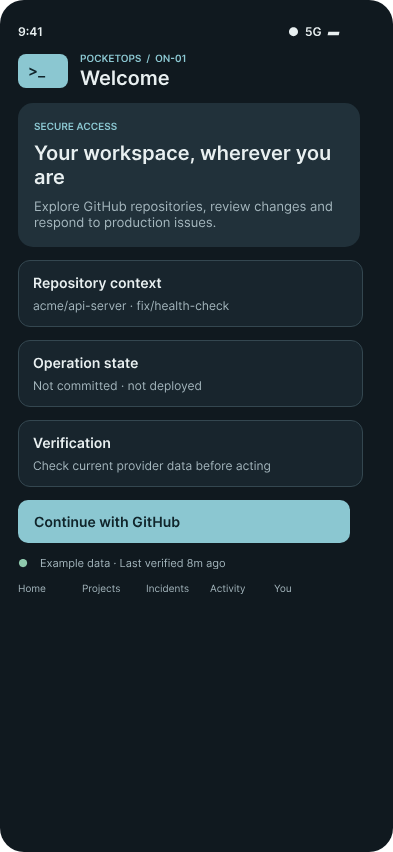 9:41
5G
>_
POCKETOPS / ON-01
Welcome
SECURE ACCESS
Your workspace, wherever you
are
Explore GitHub repositories, review changes and
respond to production issues.
Repository context
acme/api-server · fix/health-check
Operation state
Not committed · not deployed
Verification
Check current provider data before acting
Continue with GitHub
Example data · Last verified 8m ago
Home Projects Incidents Activity You